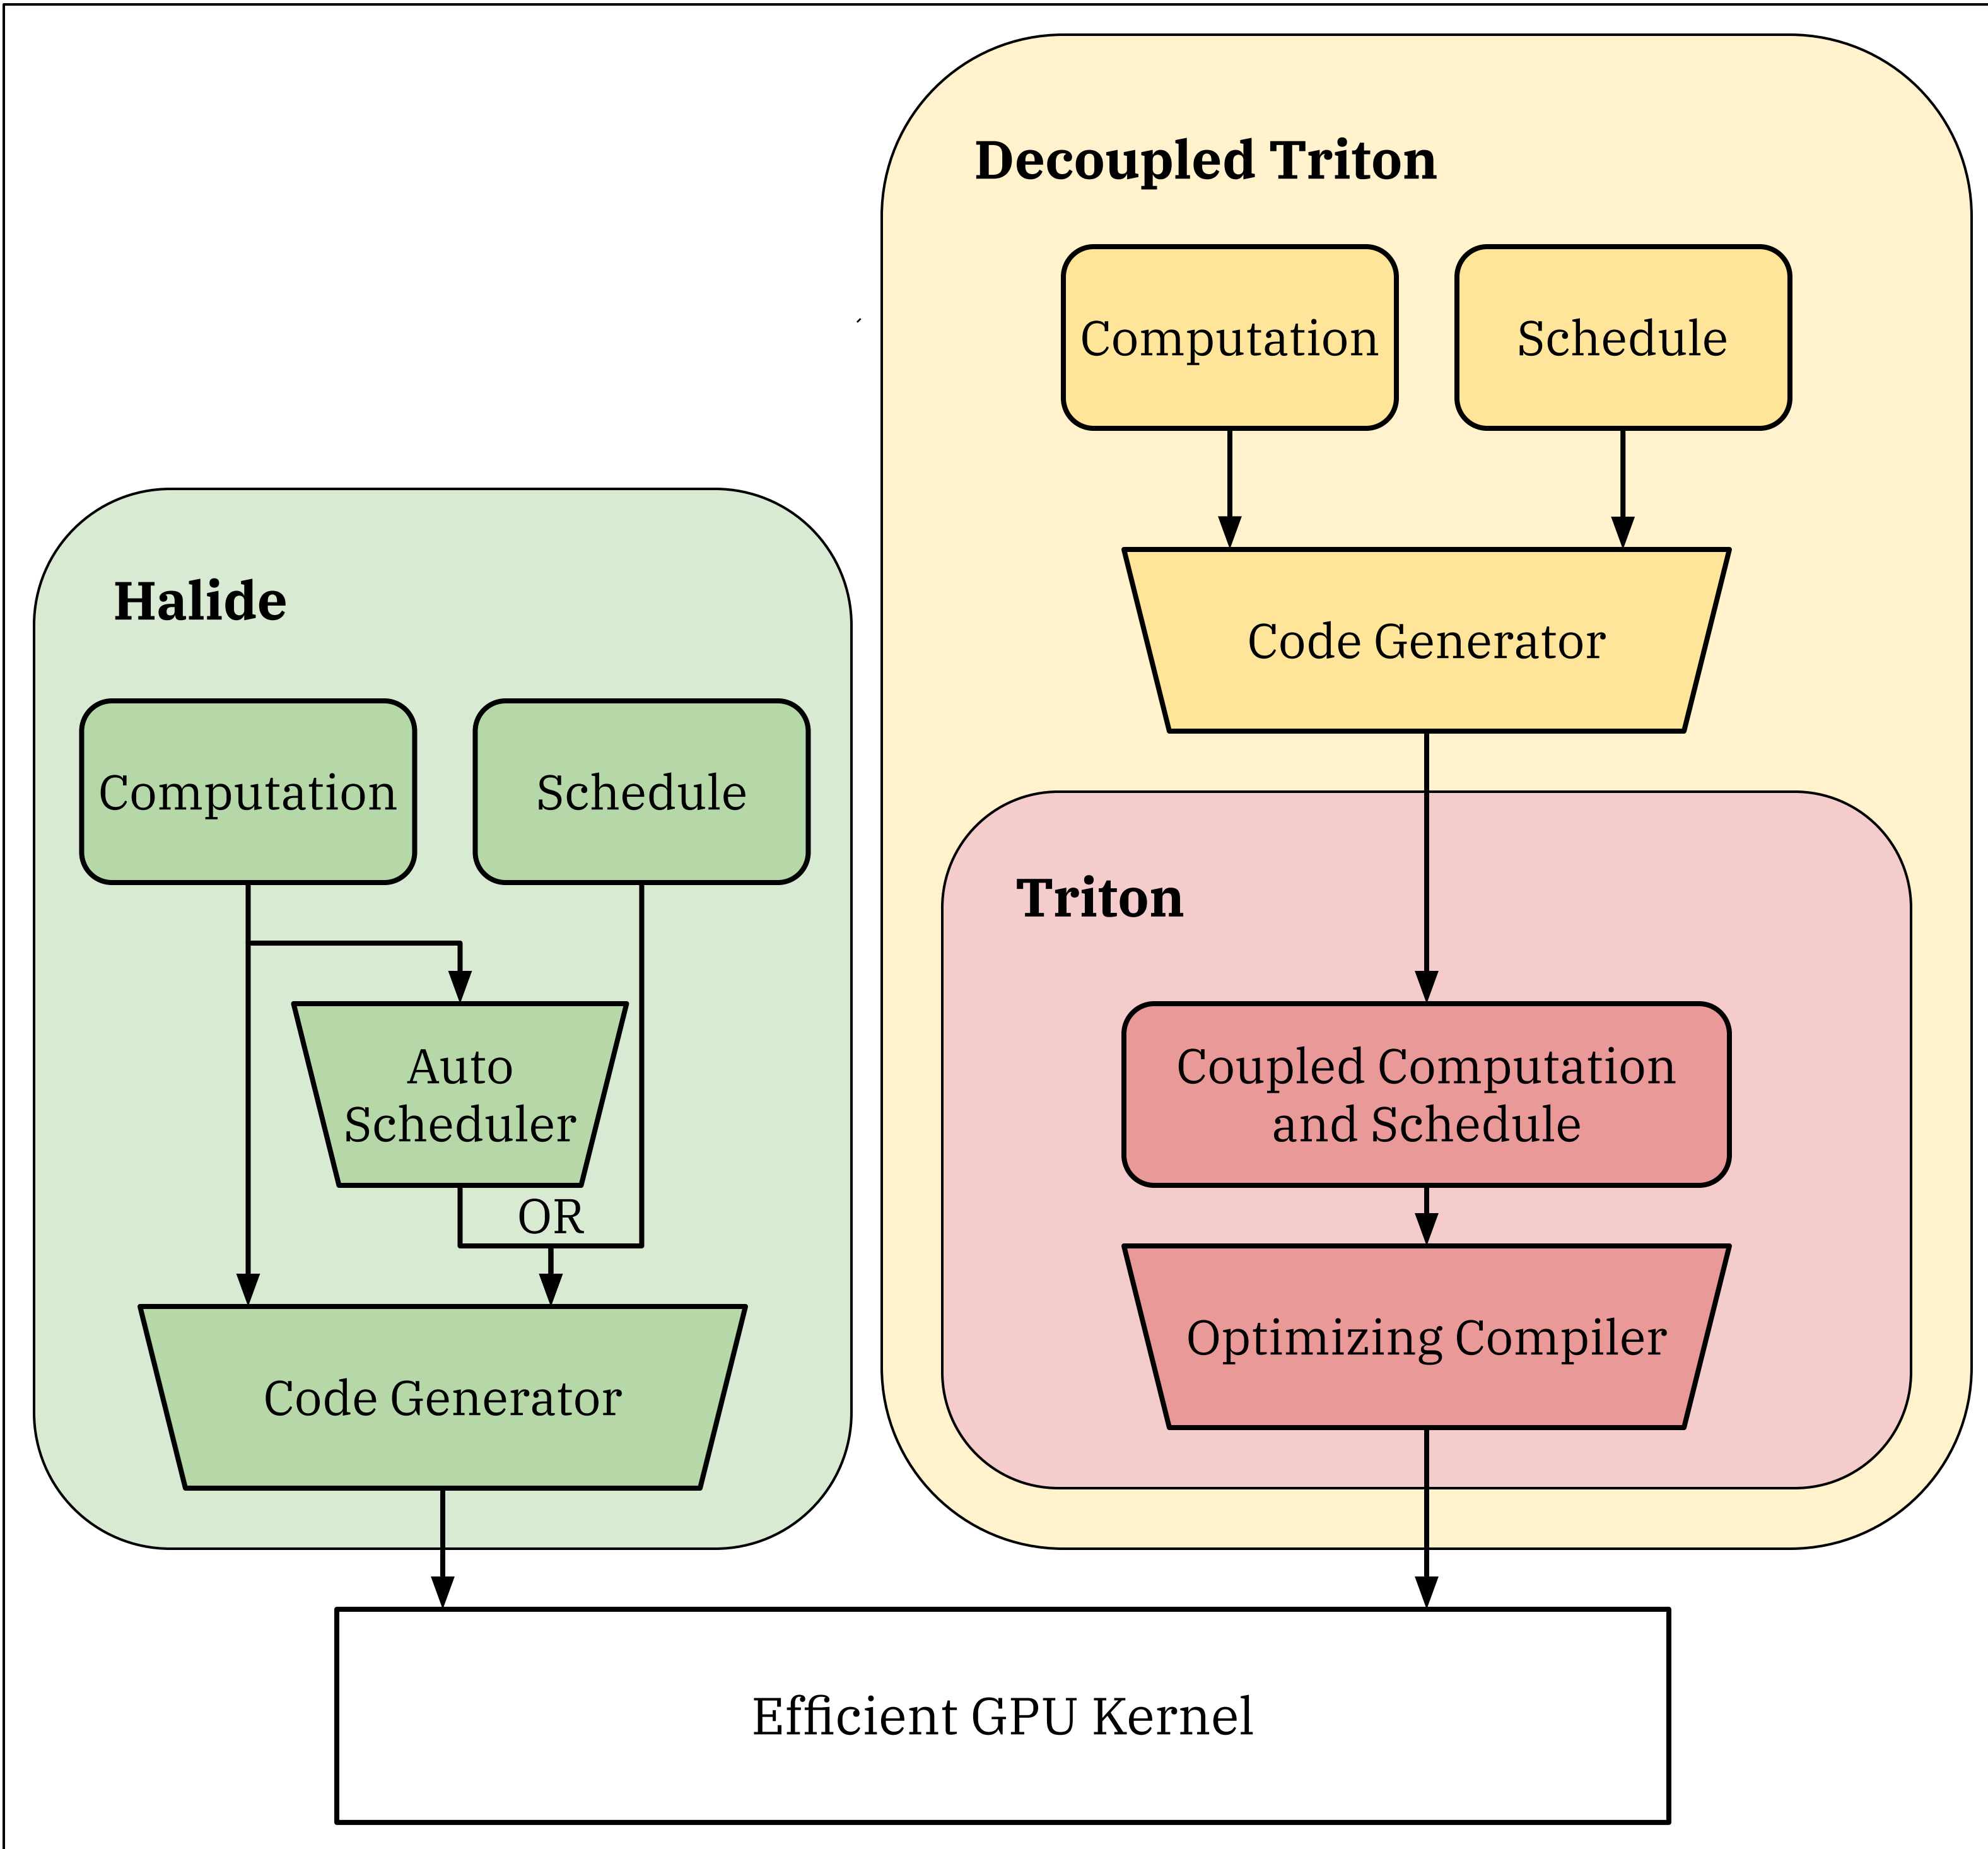 Decoupled Triton
Computation
Schedule
Code Generator
Halide
Computation
Schedule
Auto
Scheduler
OR
Code Generator
Triton
Coupled Computation
and Schedule
Optimizing Compiler
Efficient GPU Kernel